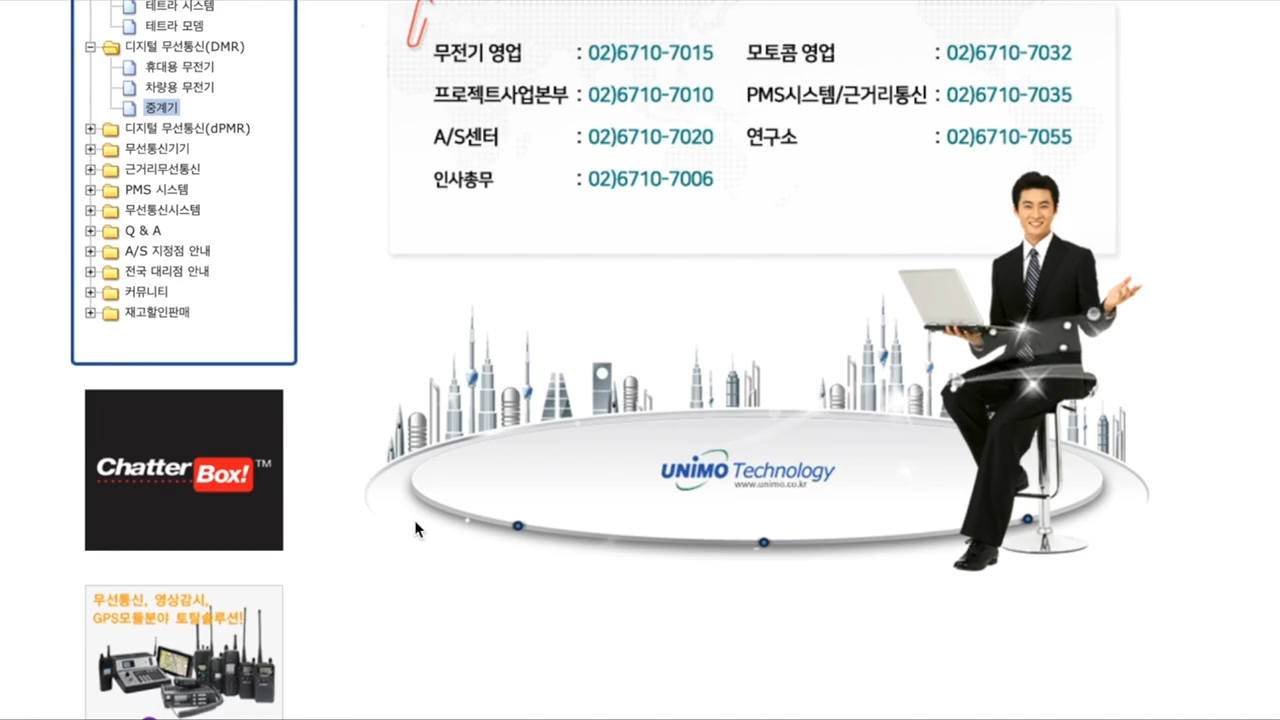 테트라 시스템
테트라 모뎀
디지털 무선통신(DMR)
휴대용 무전기
차량용 무전기
중계기
디지털 무선통신(dPMR)
무선통신기기
근거리무선통신
PMS 시스템
무선통신시스템
Q & A
A/S 지정점 안내
전국 대리점 안내
커뮤니티
재고할인판매
Chatter Box! TM
무선통신, 영상감시,
GPS모듈분야 토탈솔루션!
무전기 영업 : 02)6710-7015 모토콤 영업 : 02)6710-7032
프로젝트사업본부 : 02)6710-7010 PMS시스템/근거리통신 : 02)6710-7035
A/S센터 : 02)6710-7020 연구소 : 02)6710-7055
인사총무 : 02)6710-7006
UNIMO Technology
www.unimo.co.kr